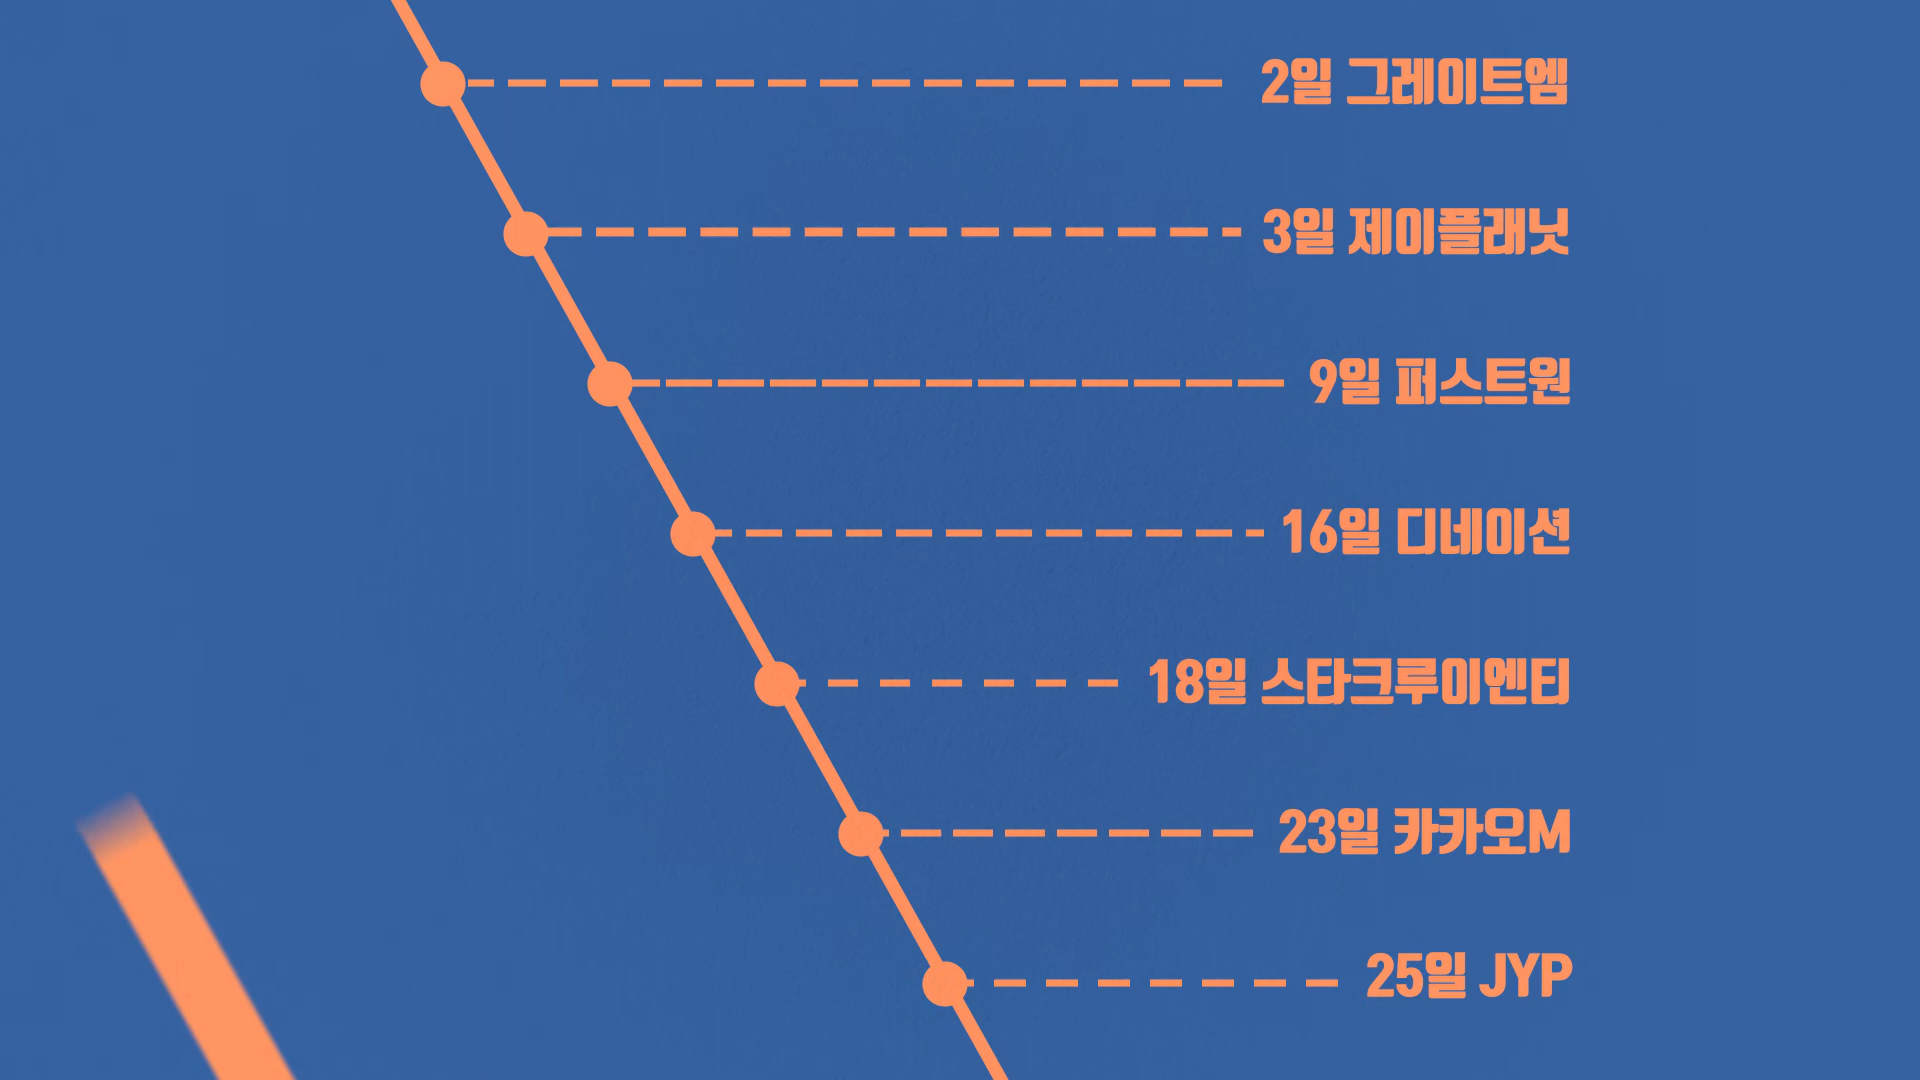 2일 그레이트엠
3일 제이플래닛
9일 퍼스트원
16일 디네이션
18일 스타크루이엔티
23일 카카오M
25일 JYP